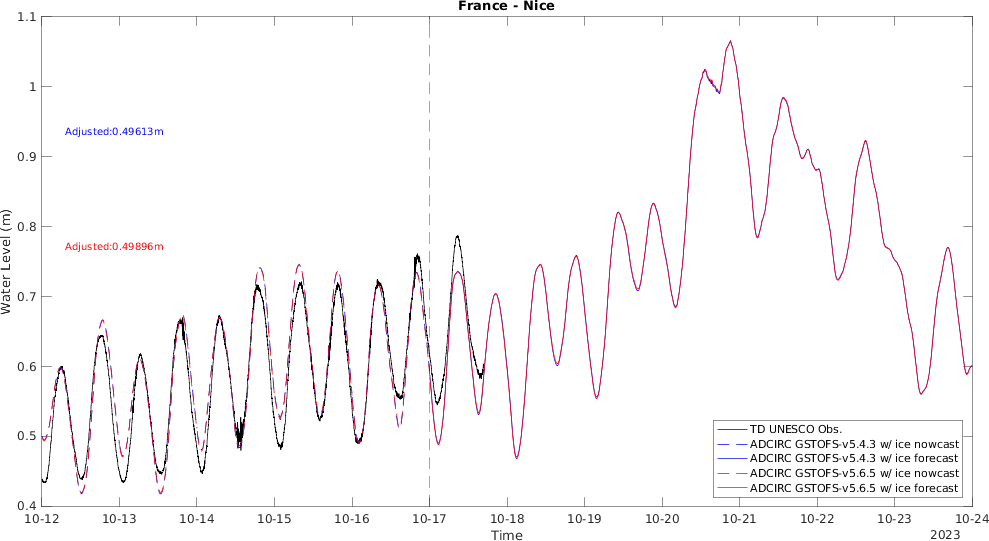 France - Nice
1.1
1
0.9
0.8
0.7
0.6
0.5
0.4
Water Level (m)
Adjusted:0.49613m
Adjusted:0.49896m
TD UNESCO Obs.
ADCIRC GSTOFS-v5.4.3 w/ ice nowcast
ADCIRC GSTOFS-v5.4.3 w/ ice forecast
ADCIRC GSTOFS-v5.6.5 w/ ice nowcast
ADCIRC GSTOFS-v5.6.5 w/ ice forecast
10-12 10-13 10-14 10-15 10-16 10-17 10-18 10-19 10-20 10-21 10-22 10-23 10-24
Time
2023